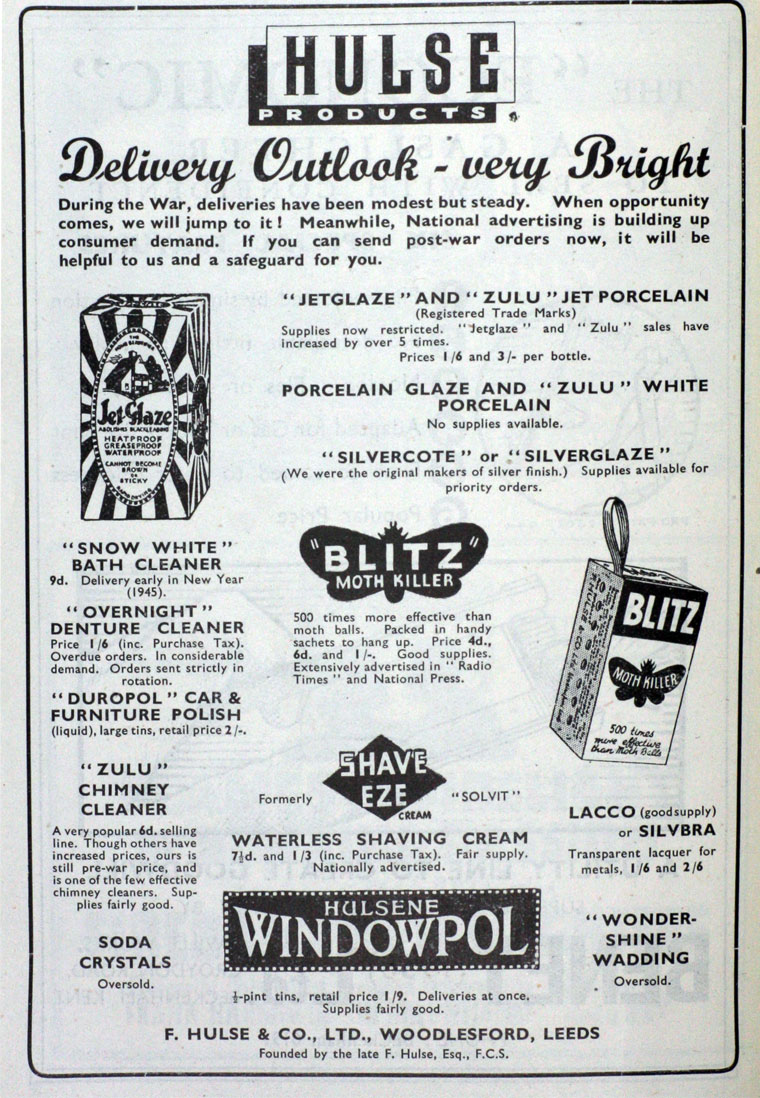 HULSE
PRODUCTS
Delivery Outlook - very Bright
During the War, deliveries have been modest but steady. When opportunity
comes, we will jump to it! Meanwhile, National advertising is building up
consumer demand. If you can send post-war orders now, it will be
helpful to us and a safeguard for you.
THE
Jet Glaze
ABOLISHES BLACKLEADING
HEATPROOF
GREASEPROOF
WATERPROOF
CANNOT BECOME
BROWN
OR
STICKY
"JETGLAZE" AND "ZULU" JET PORCELAIN
(Registered Trade Marks)
Supplies now restricted. "Jetglaze" and "Zulu" sales have
increased by over 5 times.
Prices 1/6 and 3/- per bottle.
PORCELAIN GLAZE AND "ZULU" WHITE
PORCELAIN
No supplies available.
"SILVERCOTE" or "SILVERGLAZE"
(We were the original makers of silver finish.) Supplies available for
priority orders.
"SNOW WHITE"
BATH CLEANER
9d. Delivery early in New Year
(1945).
"OVERNIGHT"
DENTURE CLEANER
Price 1/6 (inc. Purchase Tax).
Overdue orders. In considerable
demand. Orders sent strictly in
rotation.
"DUROPOL" CAR &
FURNITURE POLISH
(liquid), large tins, retail price 2/-.
"BLITZ"
MOTH KILLER
500 times more effective than
moth balls. Packed in handy
sachets to hang up. Price 4d.,
6d. and 1/-. Good supplies.
Extensively advertised in "Radio
Times" and National Press.
BLITZ
MOTH KILLER
500 times
more effective
than Moth Balls
"ZULU"
CHIMNEY
CLEANER
A very popular 6d. selling
line. Though others have
increased prices, ours is
still pre-war price, and
is one of the few effective
chimney cleaners. Sup-
plies fairly good.
SODA
CRYSTALS
Oversold.
Formerly
SHAVE
EZE
CREAM
"SOLVIT"
WATERLESS SHAVING CREAM
7½d. and 1/3 (inc. Purchase Tax). Fair supply.
Nationally advertised.
HULSENE
WINDOWPOL
½-pint tins, retail price 1/9. Deliveries at once.
Supplies fairly good.
LACCO (good supply)
or SILVBRA
Transparent lacquer for
metals, 1/6 and 2/6
"WONDER-
SHINE"
WADDING
Oversold.
F. HULSE & CO., LTD., WOODLESFORD, LEEDS
Founded by the late F. Hulse, Esq., F.C.S.